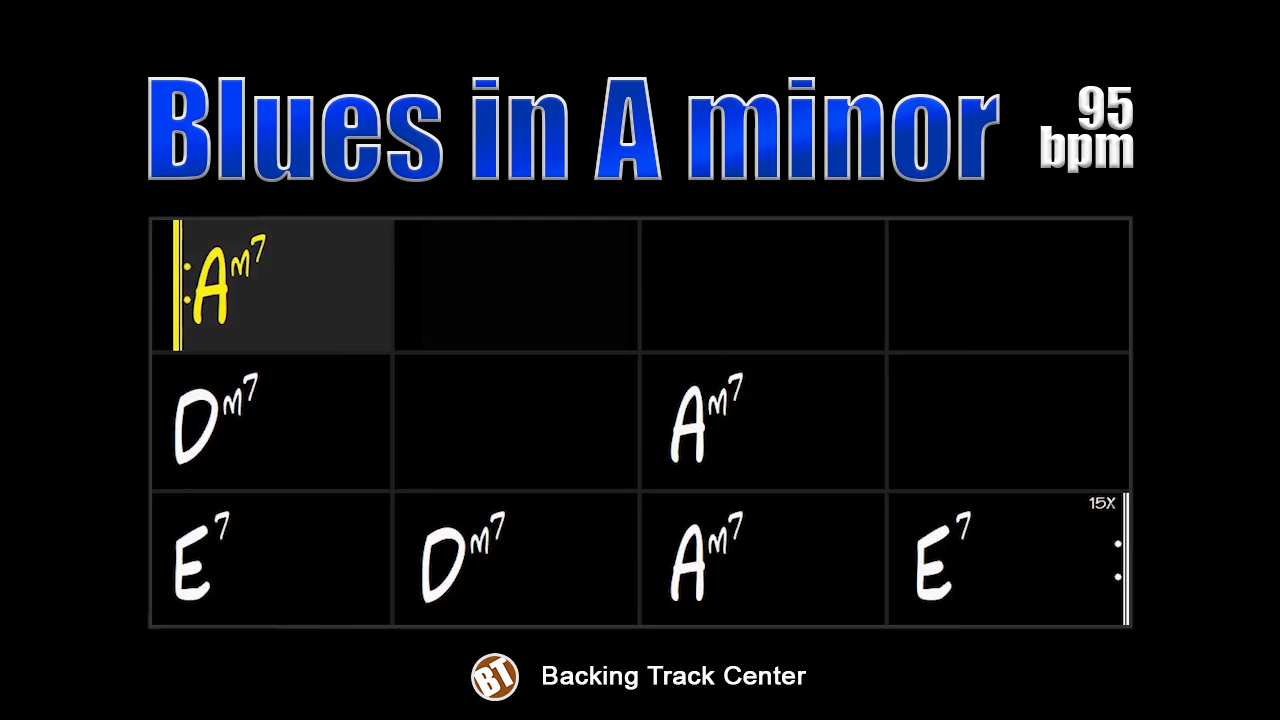 Blues in A minor
95
bpm
Am7
Dm7 Am7
15X
E7 Dm7 Am7 E7
BT Backing Track Center